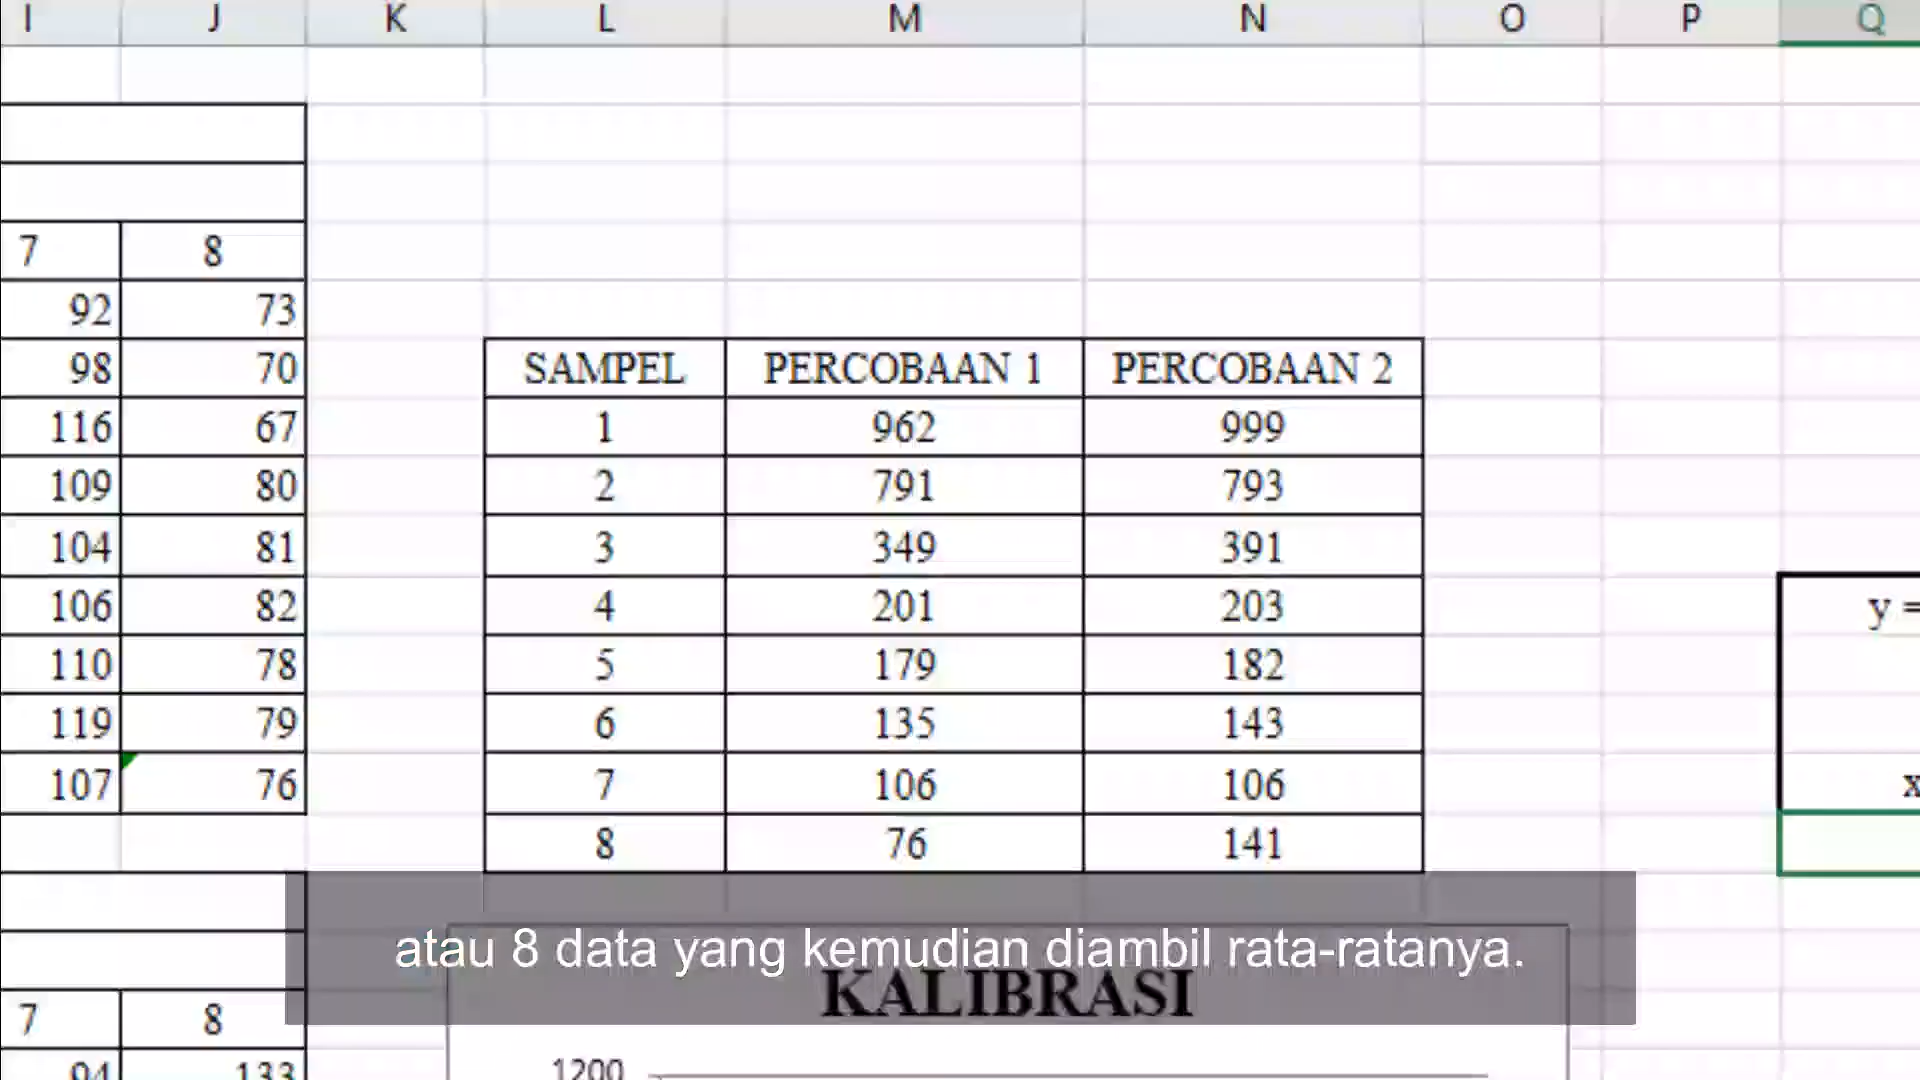 I J K L M N O P Q
7 8
92 73
98 70
SAMPEL PERCOBAAN 1 PERCOBAAN 2
116 67 1 962 999
109 80 2 791 793
104 81 3 349 391
106 82 4 201 203 y =
110 78 5 179 182
119 79 6 135 143
107 76 7 106 106 x
8 76 141
atau 8 data yang kemudian diambil rata-ratanya.
KALIBRASI
7 8
94 133
1200